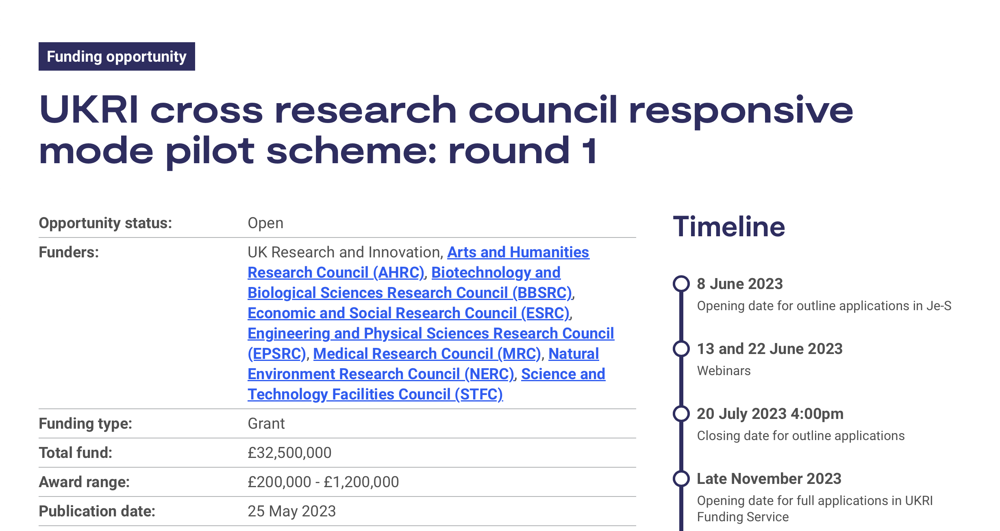 Funding opportunity
UKRI cross research council responsive
mode pilot scheme: round 1
Opportunity status: Open
Funders: UK Research and Innovation, Arts and Humanities
Research Council (AHRC), Biotechnology and
Biological Sciences Research Council (BBSRC),
Economic and Social Research Council (ESRC),
Engineering and Physical Sciences Research Council
(EPSRC), Medical Research Council (MRC), Natural
Environment Research Council (NERC), Science and
Technology Facilities Council (STFC)
Funding type: Grant
Total fund: £32,500,000
Award range: £200,000 - £1,200,000
Publication date: 25 May 2023
Timeline
8 June 2023
Opening date for outline applications in Je-S
13 and 22 June 2023
Webinars
20 July 2023 4:00pm
Closing date for outline applications
Late November 2023
Opening date for full applications in UKRI
Funding Service